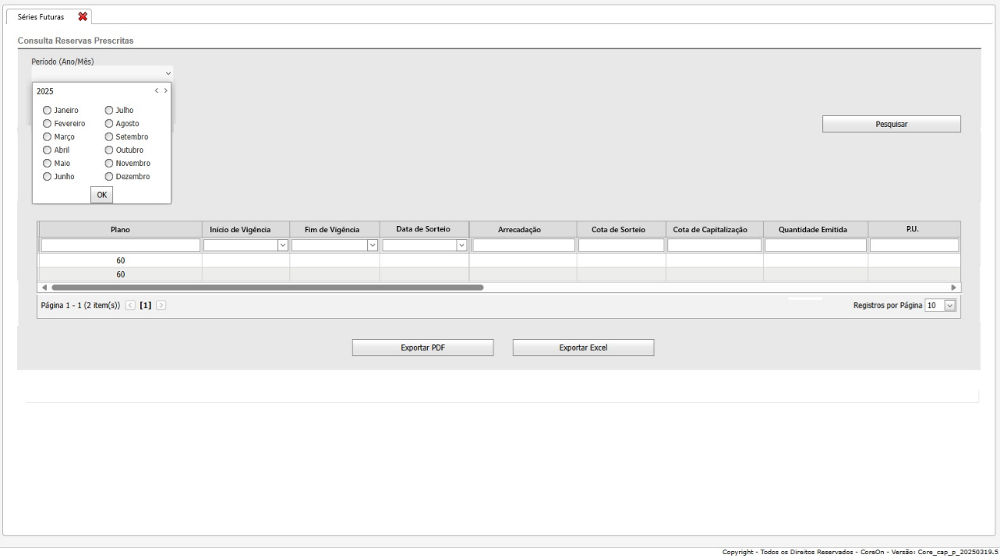 Séries Futuras
Consulta Reservas Prescritas
Período (Ano/Mês)
2025 < >
Janeiro Julho
Fevereiro Agosto
Março Setembro
Abril Outubro
Maio Novembro
Junho Dezembro
OK
Pesquisar
Plano Início de Vigência Fim de Vigência Data de Sorteio Arrecadação Cota de Sorteio Cota de Capitalização Quantidade Emitida P.U.
60
60
Página 1 - 1 (2 item(s)) < [1] > Registros por Página 10
Exportar PDF Exportar Excel
Copyright - Todos os Direitos Reservados - CoreOn - Versão: Core_cap_p_20250319.5